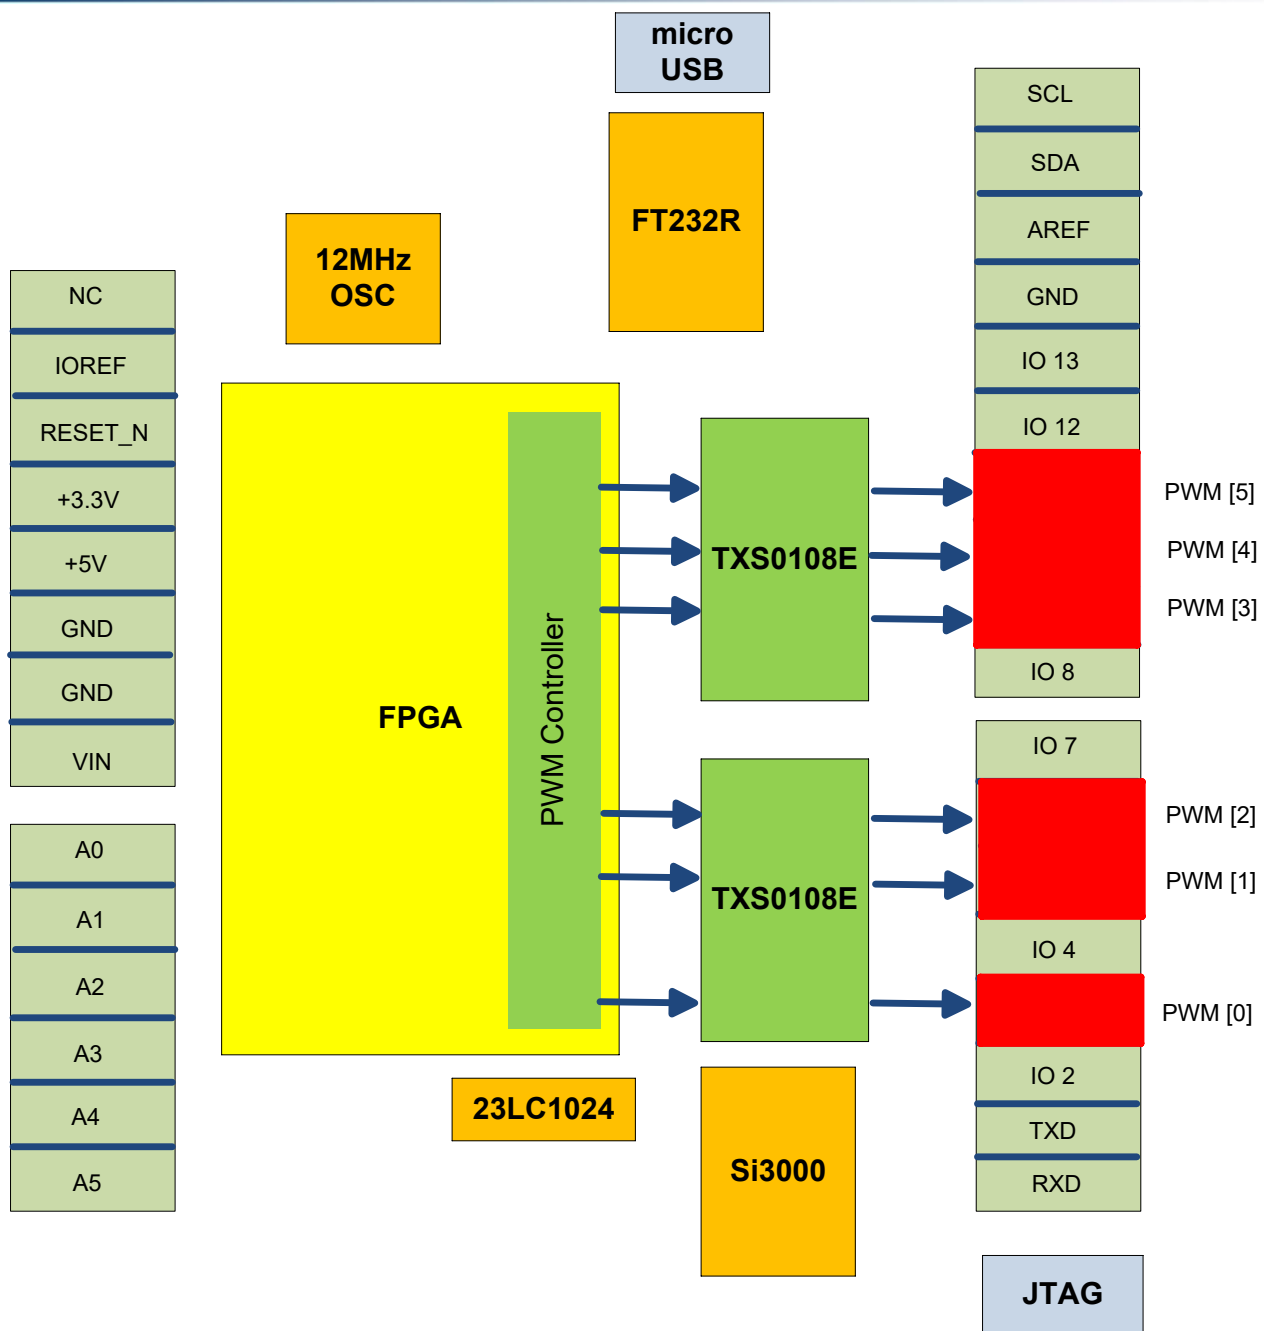 micro
USB
FT232R
12MHz
OSC
NC
IOREF
RESET_N
+3.3V
+5V
GND
GND
VIN
A0
A1
A2
A3
A4
A5
FPGA
PWM Controller
TXS0108E
TXS0108E
23LC1024
Si3000
SCL
SDA
AREF
GND
IO 13
IO 12
PWM [5]
PWM [4]
PWM [3]
IO 8
IO 7
PWM [2]
PWM [1]
IO 4
PWM [0]
IO 2
TXD
RXD
JTAG